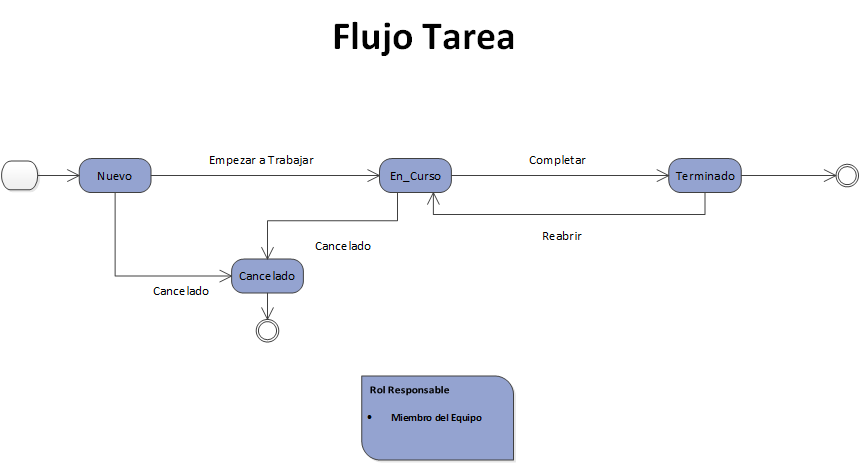 Flujo Tarea
Empezar a Trabajar
Completar
Nuevo
En_Curso
Terminado
Reabrir
Cancelado
Cancelado
Cancelado
Rol Responsable
• Miembro del Equipo